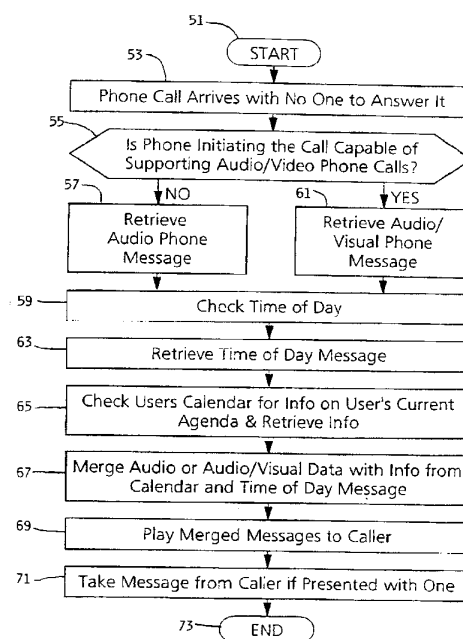 51
START
53
Phone Call Arrives with No One to Answer It
55
Is Phone Initiating the Call Capable of
Supporting Audio/Video Phone Calls?
57
NO
61
YES
Retrieve
Audio Phone
Message
Retrieve Audio/
Visual Phone
Message
59
Check Time of Day
63
Retrieve Time of Day Message
65
Check Users Calendar for Info on User's Current
Agenda & Retrieve Info
67
Merge Audio or Audio/Visual Data with Info from
Calendar and Time of Day Message
69
Play Merged Messages to Caller
71
Take Message from Caller if Presented with One
73
END